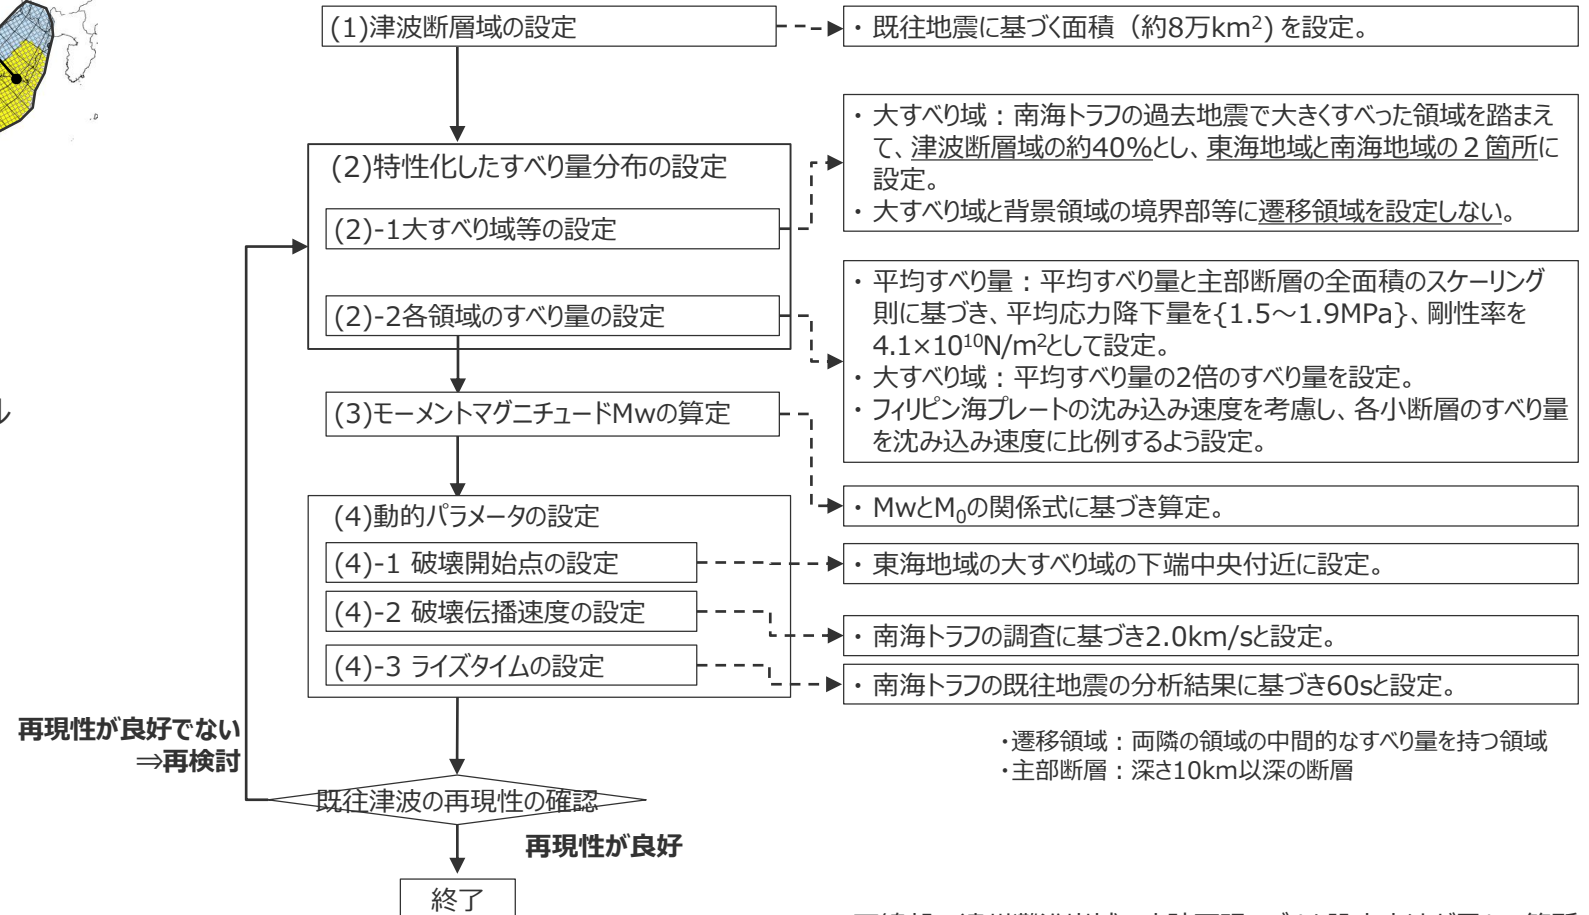 (1)津波断層域の設定
・ 既往地震に基づく面積（約8万km²) を設定。
(2)特性化したすべり量分布の設定
(2)-1大すべり域等の設定
・ 大すべり域：南海トラフの過去地震で大きくすべった領域を踏まえ
て、津波断層域の約40%とし、東海地域と南海地域の２箇所に
設定。
・ 大すべり域と背景領域の境界部等に遷移領域を設定しない。
(2)-2各領域のすべり量の設定
・ 平均すべり量：平均すべり量と主部断層の全面積のスケーリング
則に基づき、平均応力降下量を{1.5～1.9MPa}、剛性率を
4.1×10¹⁰N/m²として設定。
・ 大すべり域：平均すべり量の2倍のすべり量を設定。
・ フィリピン海プレートの沈み込み速度を考慮し、各小断層のすべり量
を沈み込み速度に比例するよう設定。
ル
(3)モーメントマグニチュードMwの算定
・ MwとM₀の関係式に基づき算定。
(4)動的パラメータの設定
(4)-1 破壊開始点の設定
・ 東海地域の大すべり域の下端中央付近に設定。
(4)-2 破壊伝播速度の設定
・ 南海トラフの調査に基づき2.0km/sと設定。
(4)-3 ライズタイムの設定
・ 南海トラフの既往地震の分析結果に基づき60sと設定。
再現性が良好でない
⇒再検討
・遷移領域：両隣の領域の中間的なすべり量を持つ領域
・主部断層：深さ10km以深の断層
既往津波の再現性の確認
再現性が良好
終了